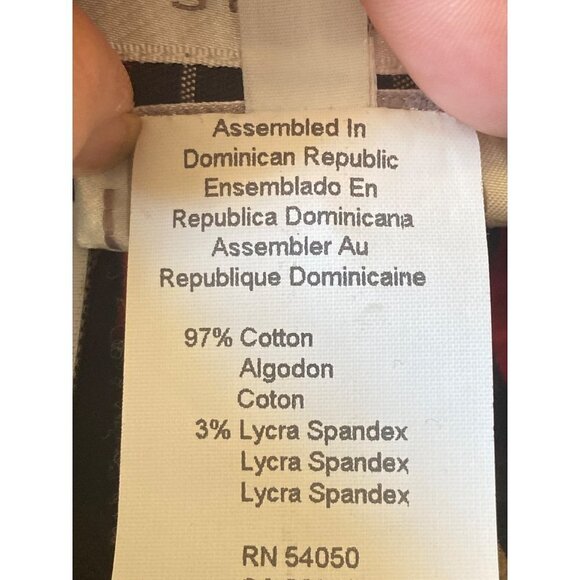 Assembled In
Dominican Republic
Ensemblado En
Republica Dominicana
Assembler Au
Republique Dominicaine
97% Cotton
Algodon
Coton
3% Lycra Spandex
Lycra Spandex
Lycra Spandex
RN 54050